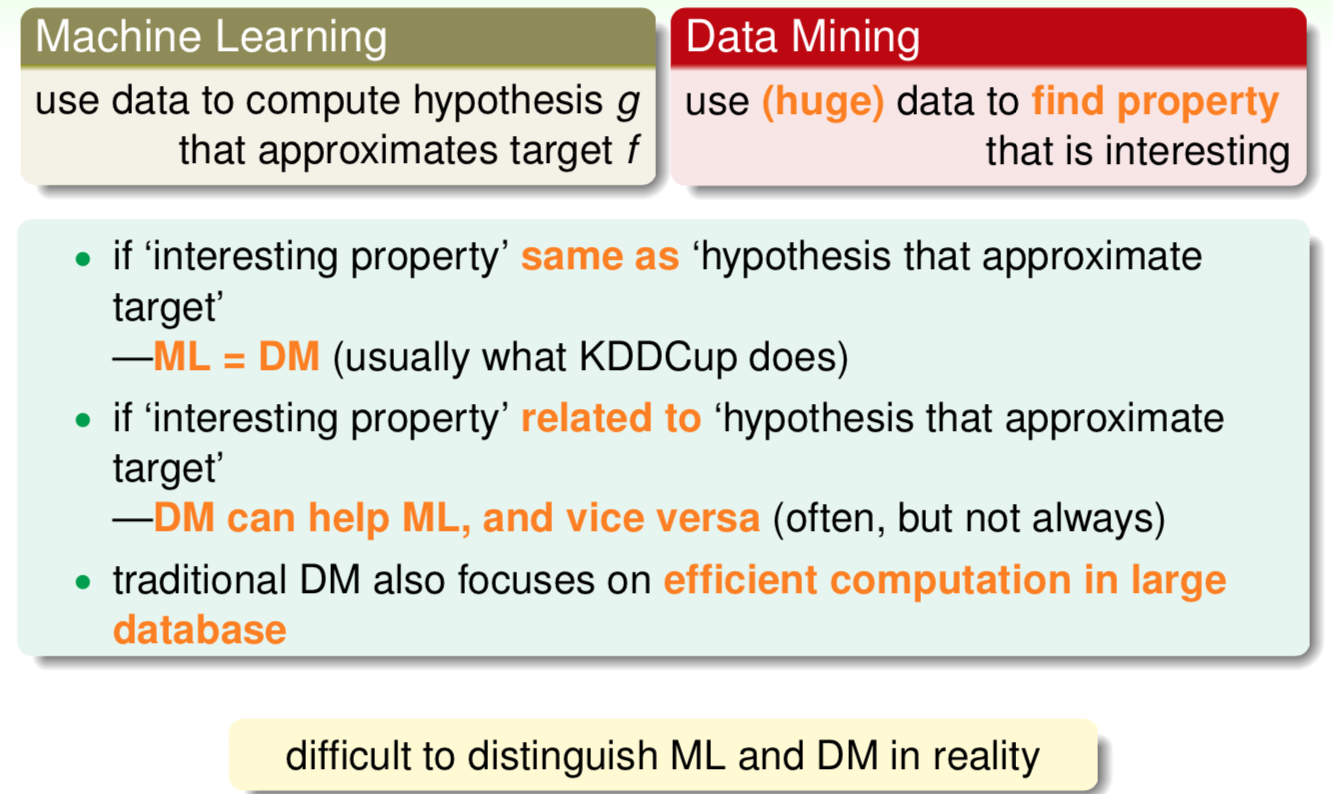 Machine Learning
use data to compute hypothesis g
that approximates target f
Data Mining
use (huge) data to find property
that is interesting
• if ‘interesting property’ same as ‘hypothesis that approximate
target’
—ML = DM (usually what KDDCup does)
• if ‘interesting property’ related to ‘hypothesis that approximate
target’
—DM can help ML, and vice versa (often, but not always)
• traditional DM also focuses on efficient computation in large
database
difficult to distinguish ML and DM in reality